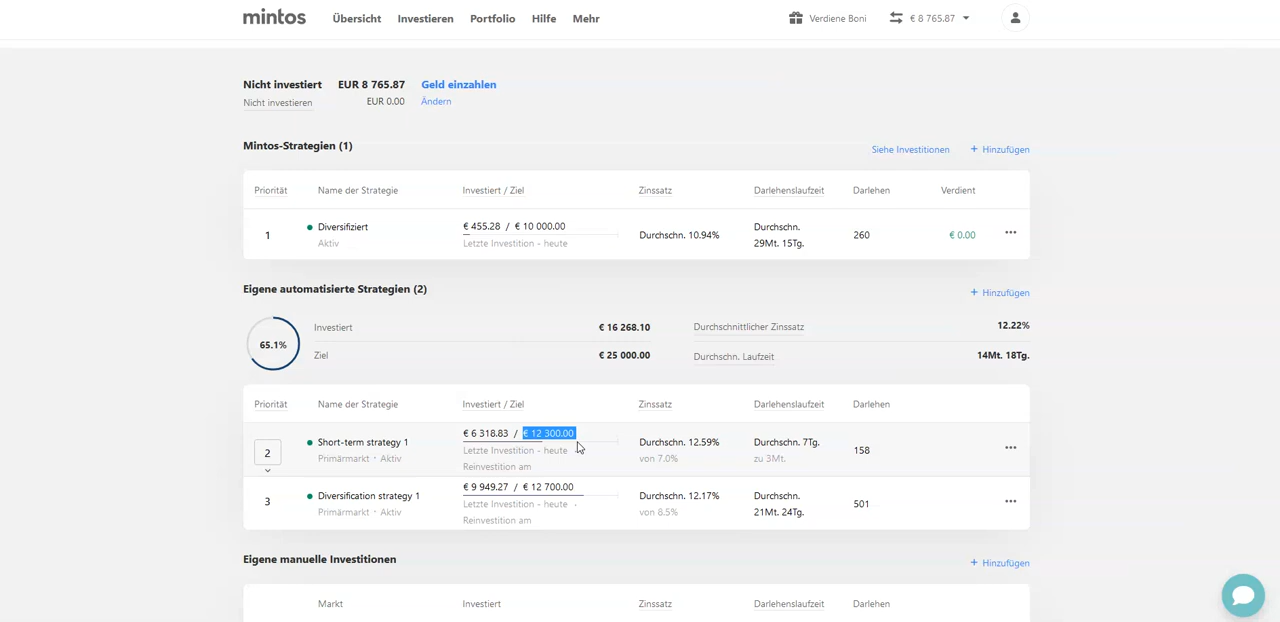 mintos Übersicht Investieren Portfolio Hilfe Mehr Verdiene Boni € 8 765.87
Nicht investiert EUR 8 765.87 Geld einzahlen
Nicht investieren EUR 0.00 Ändern
Mintos-Strategien (1) Siehe Investitionen + Hinzufügen
Priorität Name der Strategie Investiert / Ziel Zinssatz Darlehenslaufzeit Darlehen Verdient
1 Diversifiziert € 455.28 / € 10 000.00 Durchschn. 10.94% Durchschn. 260 € 0.00 •••
Aktiv Letzte Investition - heute 29Mt. 15Tg.
Eigene automatisierte Strategien (2) + Hinzufügen
65.1% Investiert € 16 268.10 Durchschnittlicher Zinssatz 12.22%
Ziel € 25 000.00 Durchschn. Laufzeit 14Mt. 18Tg.
Priorität Name der Strategie Investiert / Ziel Zinssatz Darlehenslaufzeit Darlehen
2 Short-term strategy 1 € 6 318.83 / € 12 300.00 Durchschn. 12.59% Durchschn. 7Tg. 158 •••
Primärmarkt · Aktiv Letzte Investition - heute von 7.0% zu 3Mt.
Reinvestition am
3 Diversification strategy 1 € 9 949.27 / € 12 700.00 Durchschn. 12.17% Durchschn. 501 •••
Primärmarkt · Aktiv Letzte Investition - heute · von 8.5% 21Mt. 24Tg.
Reinvestition am
Eigene manuelle Investitionen + Hinzufügen
Markt Investiert Zinssatz Darlehenslaufzeit Darlehen